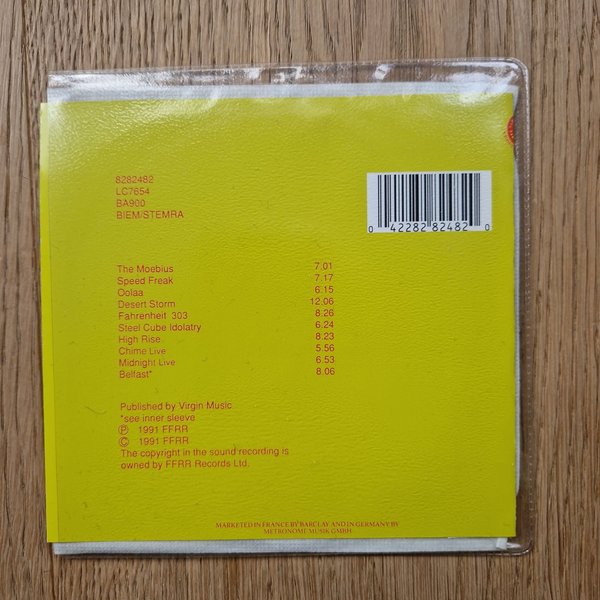 8282482
LC7654
BA900
BIEM/STEMRA
0 42282 82482 0
The Moebius 7.01
Speed Freak 7.17
Oolaa 6.15
Desert Storm 12.06
Fahrenheit 303 8.26
Steel Cube Idolatry 6.24
High Rise 8.23
Chime Live 5.56
Midnight Live 6.53
Belfast* 8.06
Published by Virgin Music
*see inner sleeve
℗ 1991 FFRR
© 1991 FFRR
The copyright in the sound recording is
owned by FFRR Records Ltd.
MARKETED IN FRANCE BY BARCLAY AND IN GERMANY BY
METRONOME MUSIK GMBH.